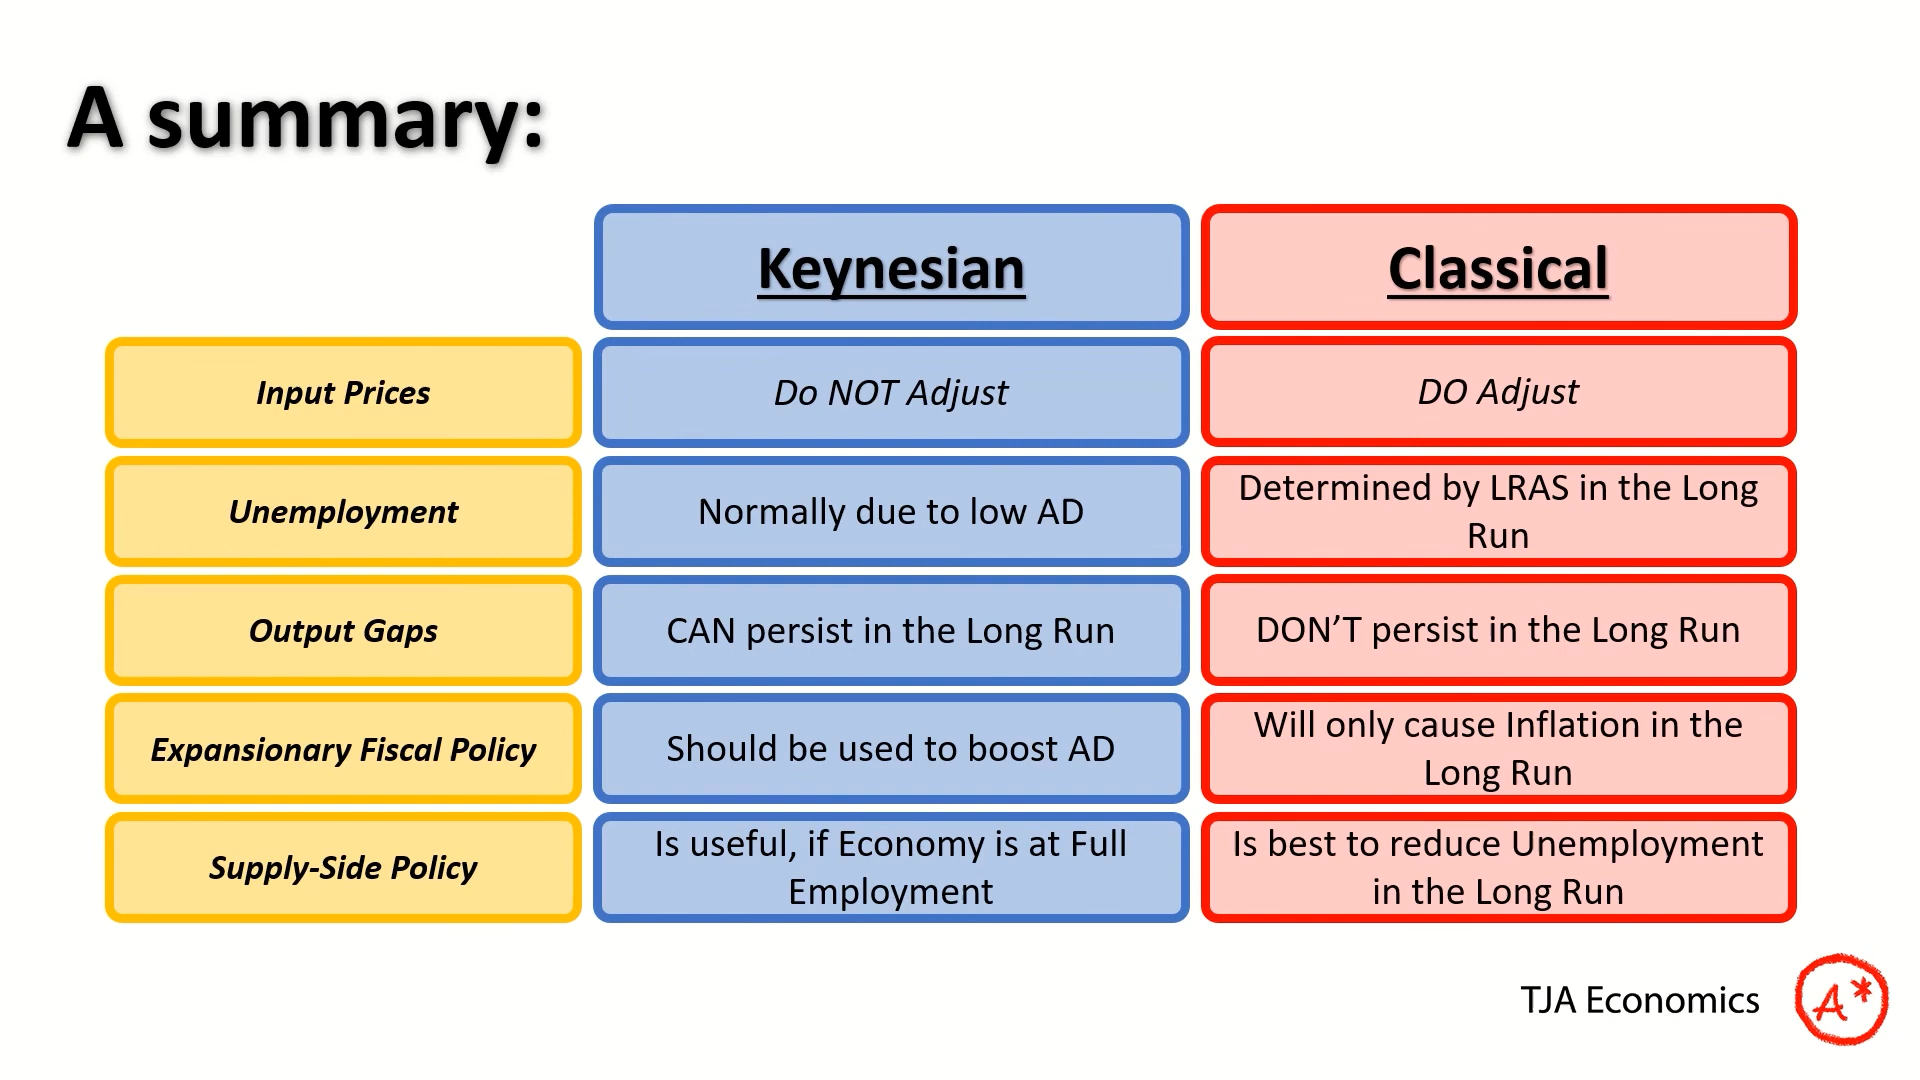 A summary:
Keynesian
Classical
Input Prices
Do NOT Adjust
DO Adjust
Unemployment
Normally due to low AD
Determined by LRAS in the Long
Run
Output Gaps
CAN persist in the Long Run
DON’T persist in the Long Run
Expansionary Fiscal Policy
Should be used to boost AD
Will only cause Inflation in the
Long Run
Supply-Side Policy
Is useful, if Economy is at Full
Employment
Is best to reduce Unemployment
in the Long Run
TJA Economics
A*